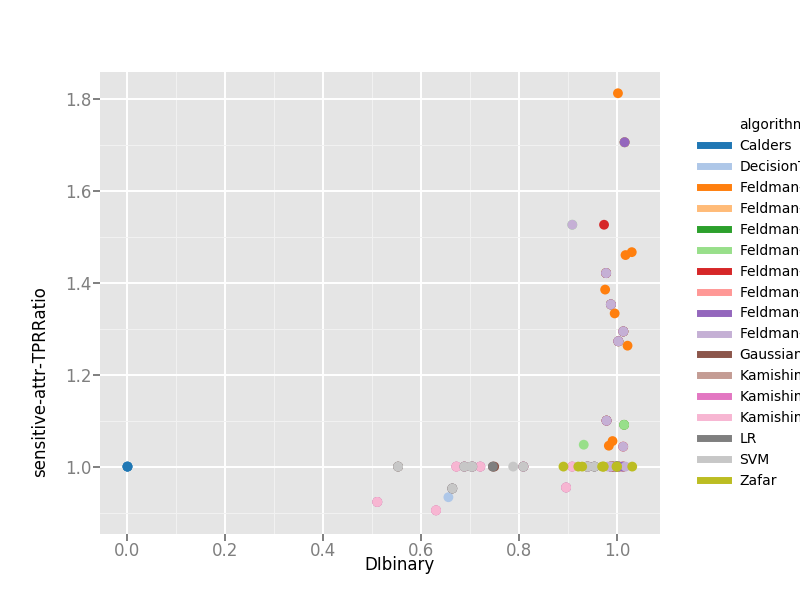 sensitive-attr-TPRRatio
1.8
1.6
1.4
1.2
1.0
0.0 0.2 0.4 0.6 0.8 1.0
DIbinary
algorithm
Calders
Decision
Feldman
Feldman
Feldman
Feldman
Feldman
Feldman
Feldman
Feldman
Gaussian
Kamishin
Kamishin
Kamishin
LR
SVM
Zafar